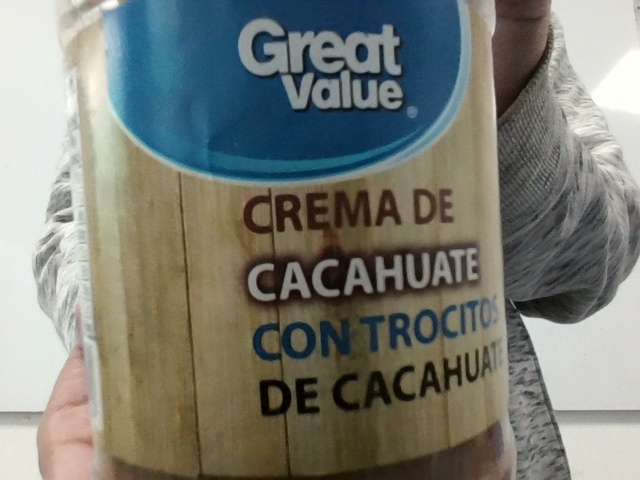 Great
Value®
CREMA DE
CACAHUATE
CON TROCITOS
DE CACAHUATE